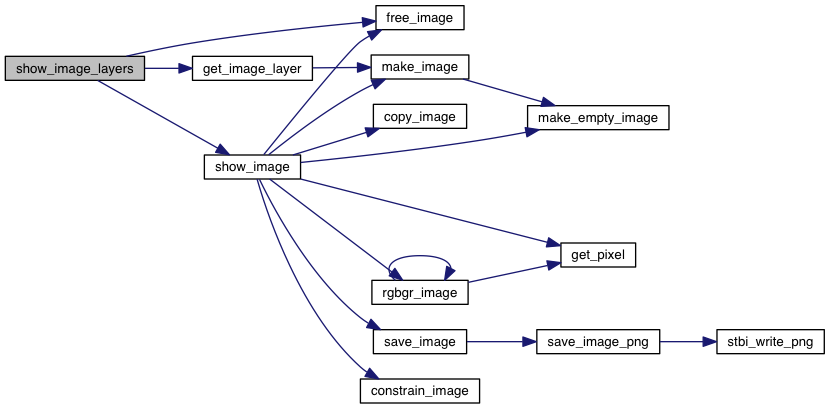 free_image
show_image_layers
get_image_layer
make_image
copy_image
make_empty_image
show_image
get_pixel
rgbgr_image
save_image
save_image_png
stbi_write_png
constrain_image